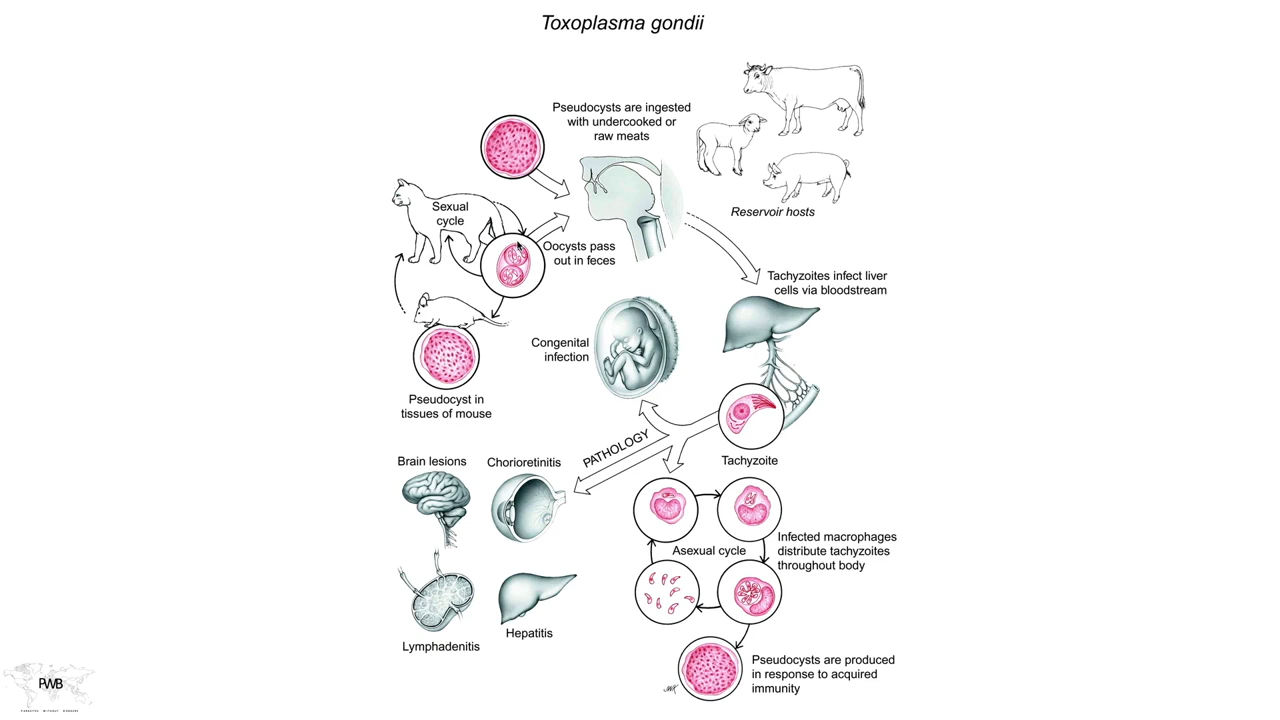 Toxoplasma gondii
Pseudocysts are ingested
with undercooked or
raw meats
Reservoir hosts
Sexual
cycle
Oocysts pass
out in feces
Tachyzoites infect liver
cells via bloodstream
Congenital
infection
Pseudocyst in
tissues of mouse
PATHOLOGY
Tachyzoite
Brain lesions
Chorioretinitis
Asexual cycle
Infected macrophages
distribute tachyzoites
throughout body
Lymphadenitis
Hepatitis
Pseudocysts are produced
in response to acquired
immunity
PWB